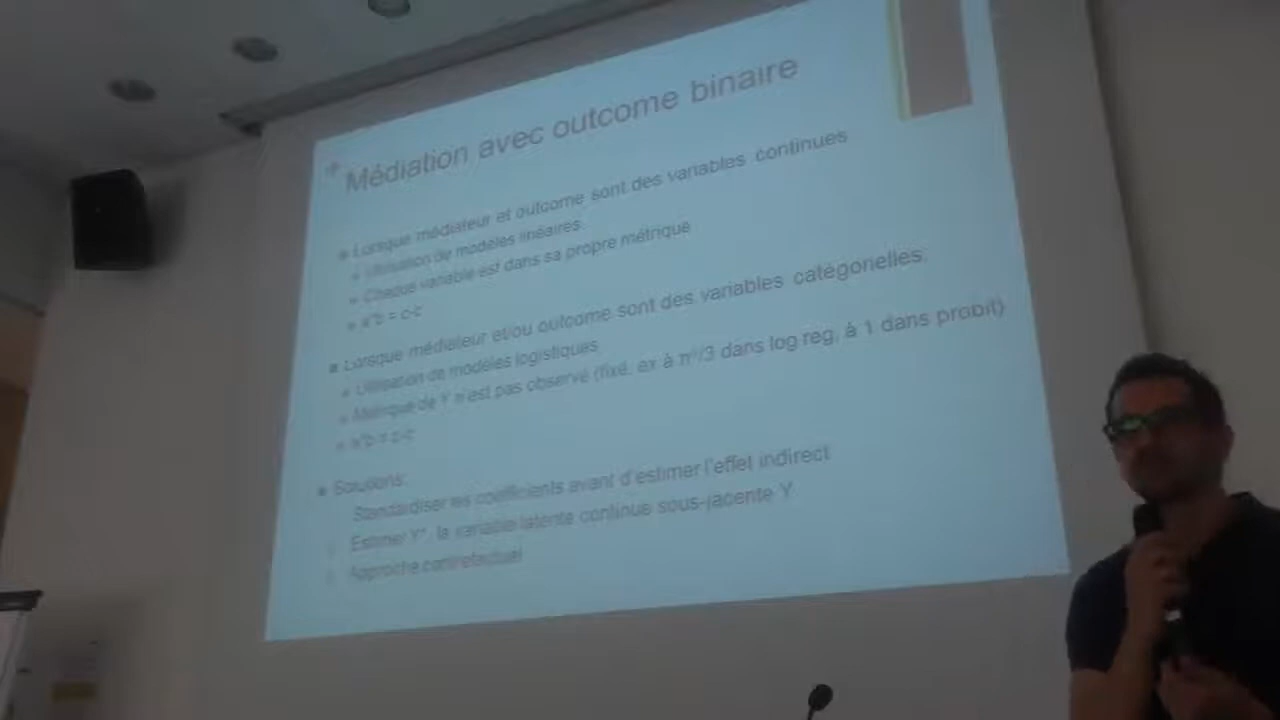 Médiation avec outcome binaire
Lorsque médiateur et outcome sont des variables continues
Utilisation de modèles linéaires
Chaque variable est dans sa propre métrique
a*b = c-c'
Lorsque médiateur et/ou outcome sont des variables catégorielles:
Utilisation de modèles logistiques
Métrique de Y n'est pas observé (fixé, ex à π²/3 dans log reg, à 1 dans probit)
Solutions:
Standardiser les coefficients avant d'estimer l'effet indirect
Estimer Y*, la variable latente continue sous-jacente Y
Approche contrefactuel